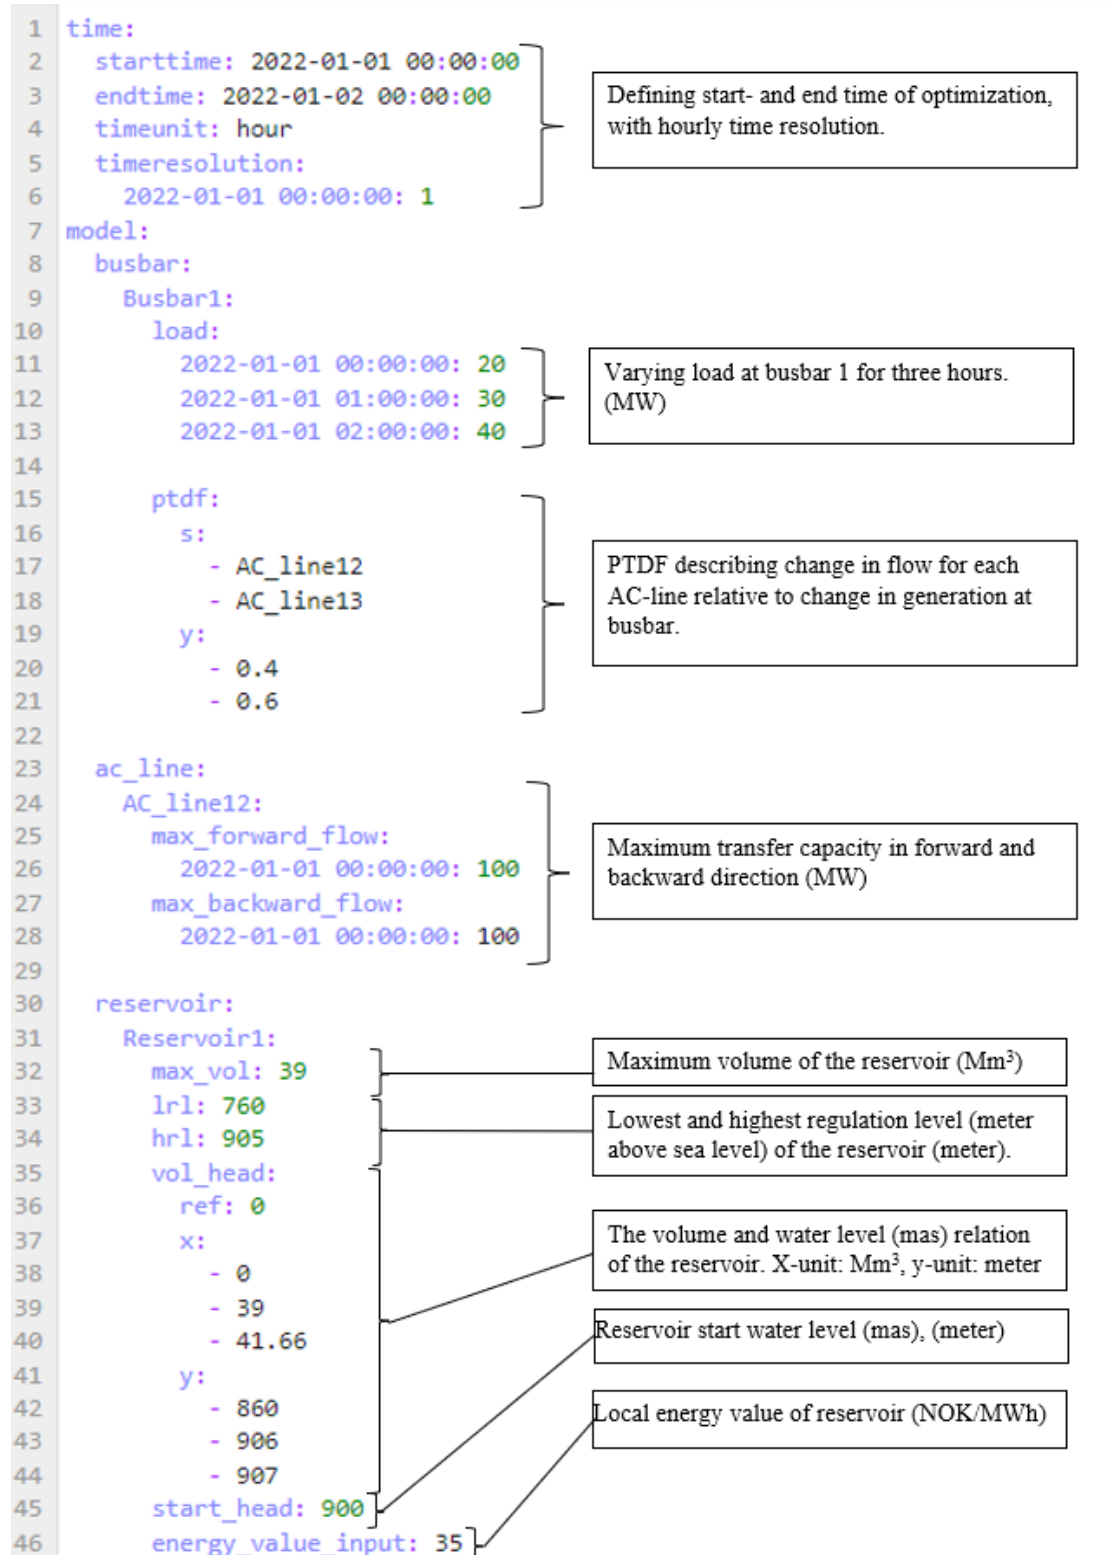 1 time:
2 starttime: 2022-01-01 00:00:00
3 endtime: 2022-01-02 00:00:00
4 timeunit: hour
5 timeresolution:
6 2022-01-01 00:00:00: 1
Defining start- and end time of optimization,
with hourly time resolution.
7 model:
8 busbar:
9 Busbar1:
10 load:
11 2022-01-01 00:00:00: 20
12 2022-01-01 01:00:00: 30
13 2022-01-01 02:00:00: 40
Varying load at busbar 1 for three hours.
(MW)
14
15 ptdf:
16 s:
17 - AC_line12
18 - AC_line13
19 y:
20 - 0.4
21 - 0.6
PTDF describing change in flow for each
AC-line relative to change in generation at
busbar.
22
23 ac_line:
24 AC_line12:
25 max_forward_flow:
26 2022-01-01 00:00:00: 100
27 max_backward_flow:
28 2022-01-01 00:00:00: 100
Maximum transfer capacity in forward and
backward direction (MW)
29
30 reservoir:
31 Reservoir1:
32 max_vol: 39
Maximum volume of the reservoir (Mm³)
33 lrl: 760
34 hrl: 905
Lowest and highest regulation level (meter
above sea level) of the reservoir (meter).
35 vol_head:
36 ref: 0
37 x:
38 - 0
39 - 39
40 - 41.66
41 y:
42 - 860
43 - 906
44 - 907
The volume and water level (mas) relation
of the reservoir. X-unit: Mm³, y-unit: meter
45 start_head: 900
Reservoir start water level (mas), (meter)
46 energy_value_input: 35
Local energy value of reservoir (NOK/MWh)